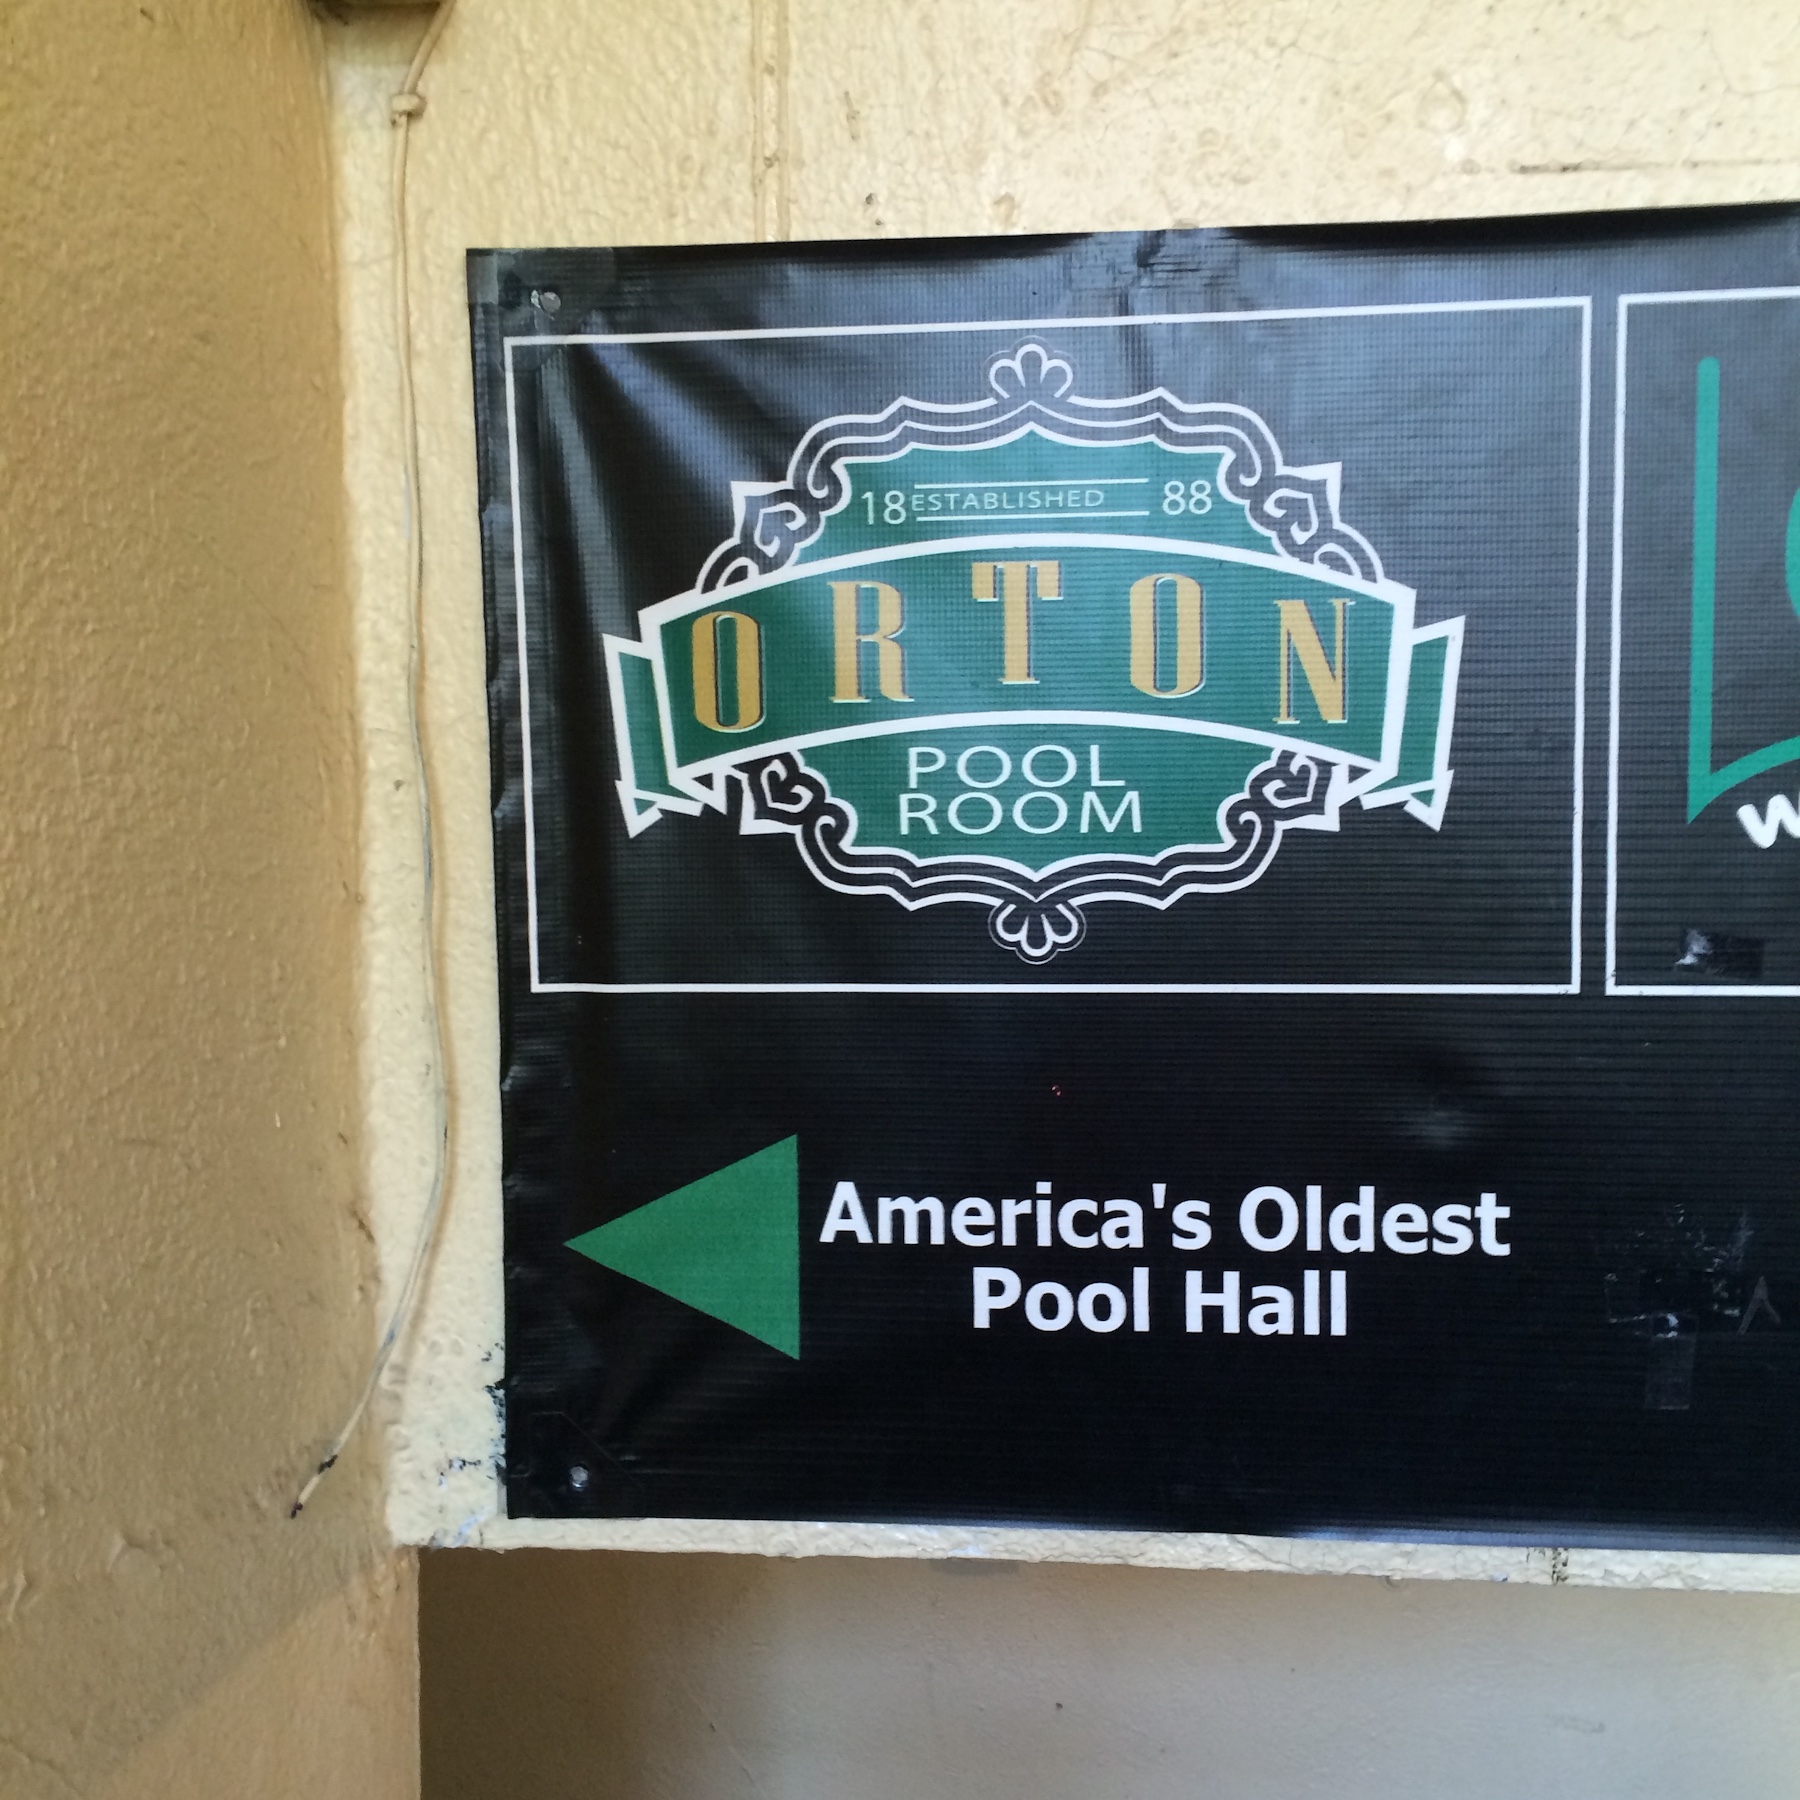 18 ESTABLISHED 88
ORTON
POOL
ROOM
America's Oldest
Pool Hall